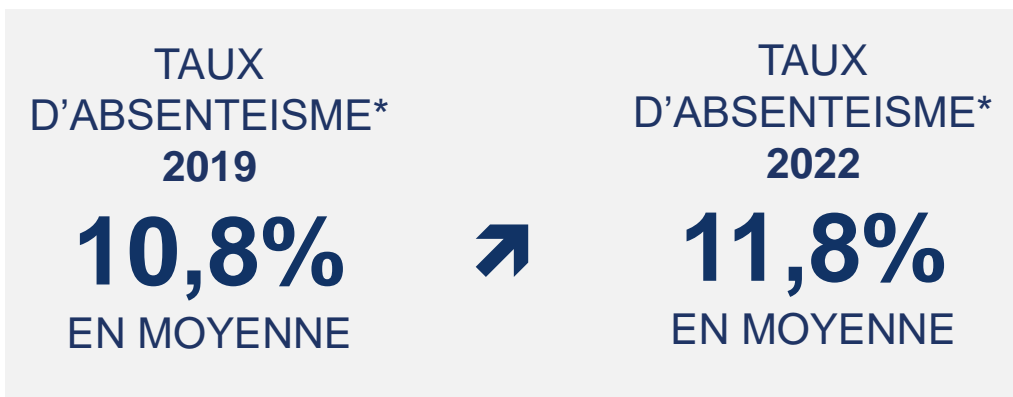 TAUX
D’ABSENTEISME*
2019
10,8%
EN MOYENNE
TAUX
D’ABSENTEISME*
2022
11,8%
EN MOYENNE